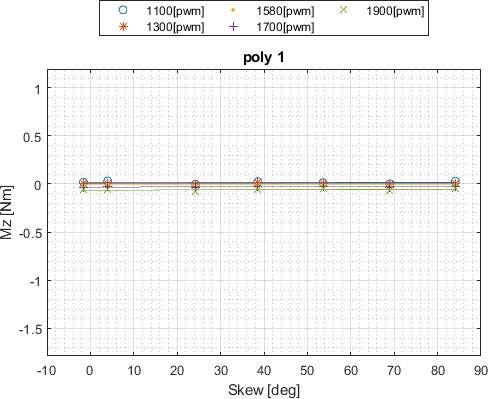 1100[pwm] 1580[pwm] 1900[pwm]
1300[pwm] 1700[pwm]
poly 1
1
0.5
0
-0.5
-1
-1.5
Mz [Nm]
-10 0 10 20 30 40 50 60 70 80 90
Skew [deg]